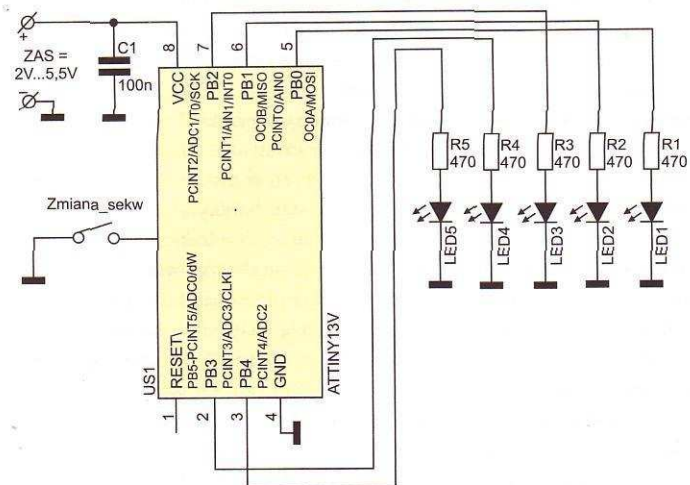 +
ZAS =
2V...5,5V
-
C1
100n
8
7
6
5
VCC
PCINT2/ADC1/T0/SCK
PB2
PCINT1/AIN1/INT0
PB1
OC0B/MISO
PCINTO/AIN0
PB0
OC0A/MOSI
Zmiana_sekw
US1
RESET\
PB5-PCINT5/ADC0/dW
PB3
PCINT3/ADC3/CLKI
PB4
PCINT4/ADC2
GND
ATTINY13V
1
2
3
4
R5
470
R4
470
R3
470
R2
470
R1
470
LED5
LED4
LED3
LED2
LED1